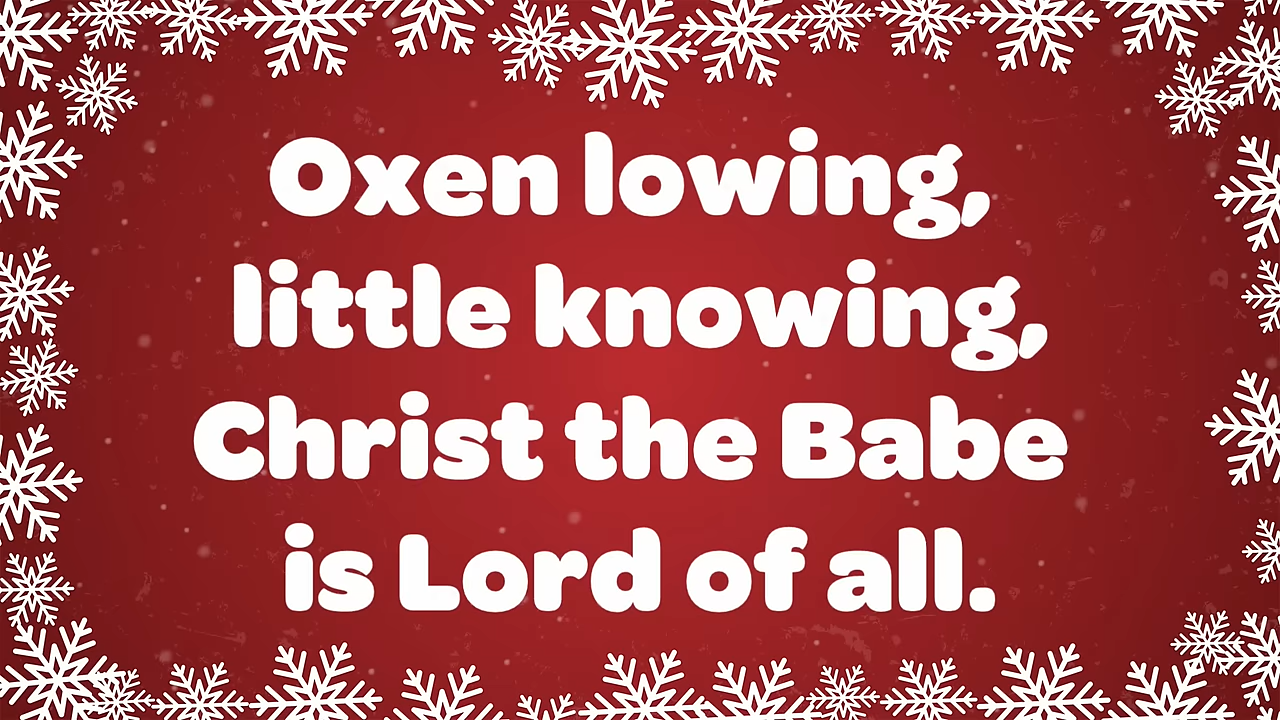 Oxen lowing,
little knowing,
Christ the Babe
is Lord of all.